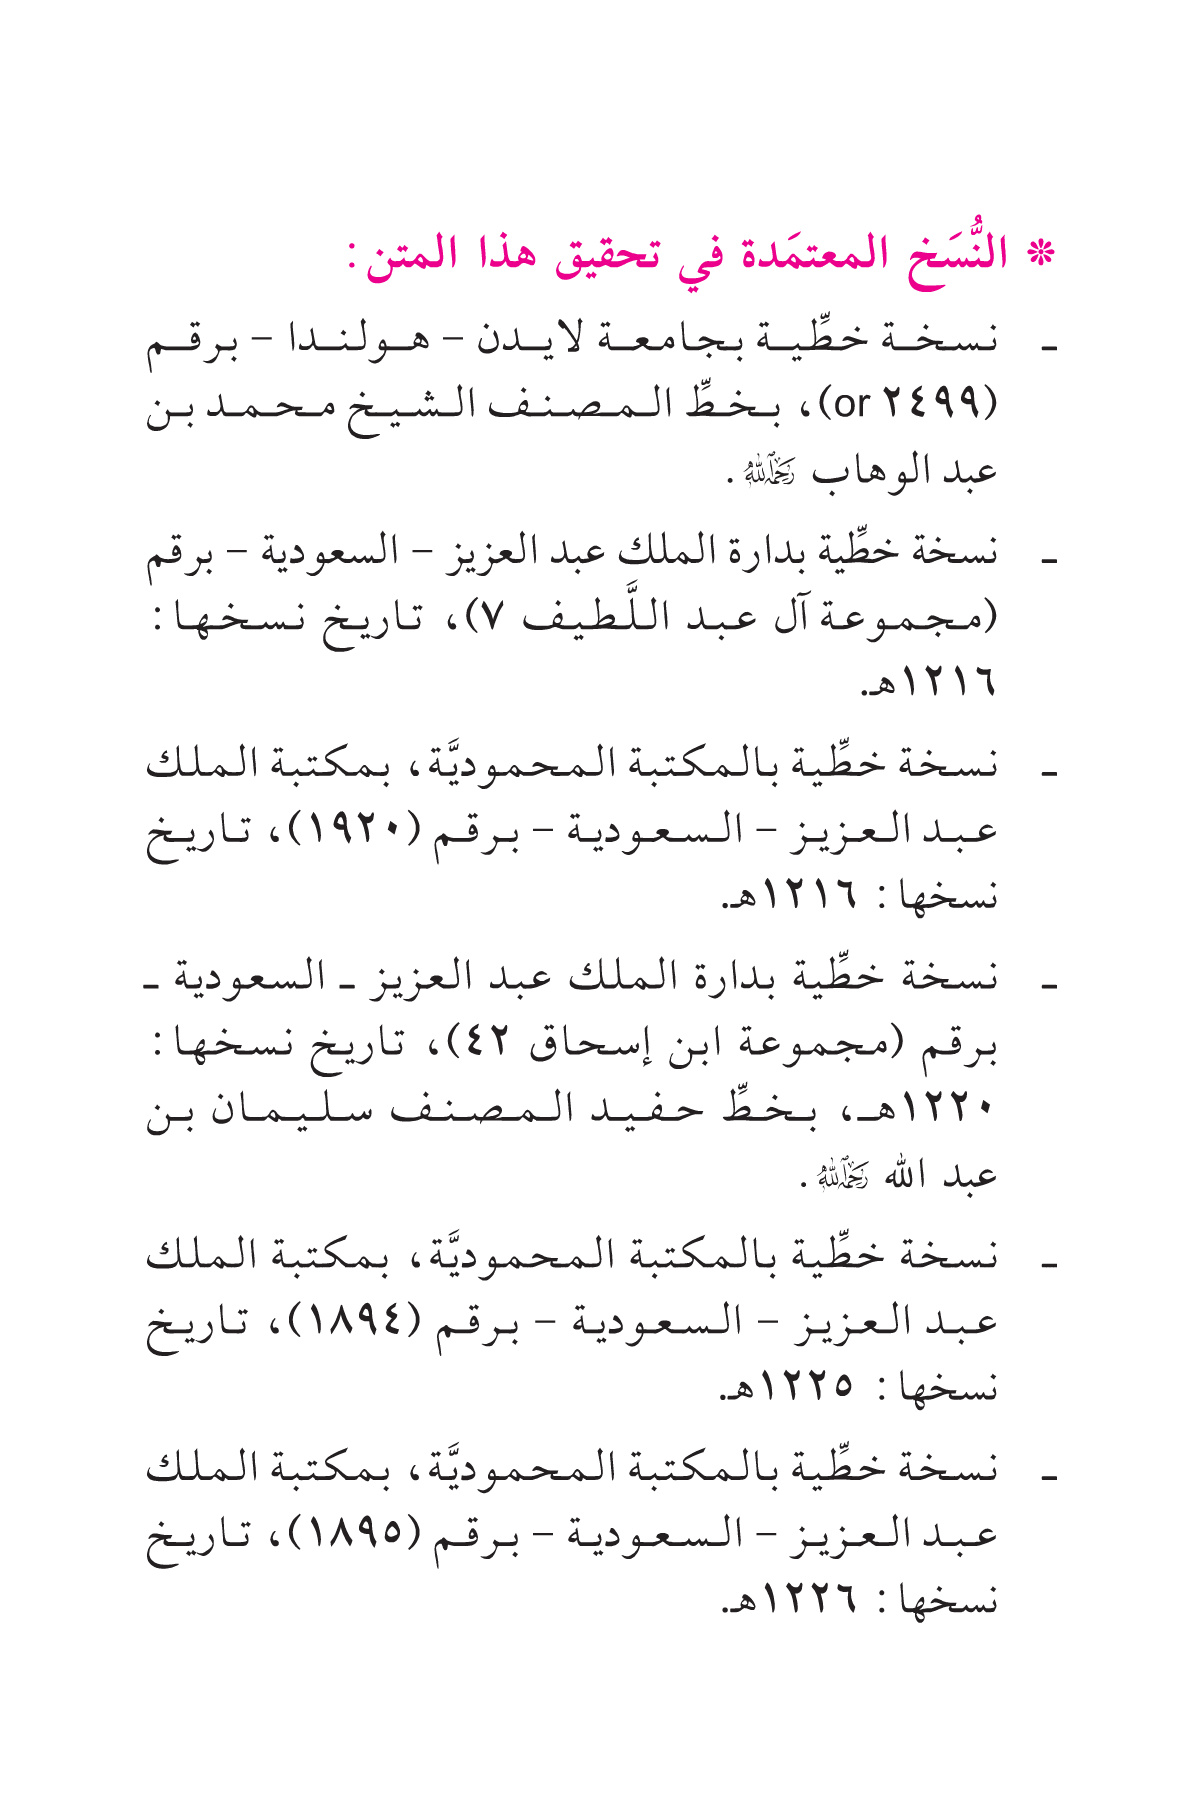 ❊ النُّسَخ المعتمَدة في تحقيق هذا المتن:
ـ نسخة خطِّية بجامعة لايدن - هولندا - برقم
(or ٢٤٩٩)، بخطِّ المصنف الشيخ محمد بن
عبد الوهاب رحمه الله.
ـ نسخة خطِّية بدارة الملك عبد العزيز - السعودية - برقم
(مجموعة آل عبد اللَّطيف ٧)، تاريخ نسخها:
١٢١٦هـ.
ـ نسخة خطِّية بالمكتبة المحموديَّة، بمكتبة الملك
عبد العزيز - السعودية - برقم (١٩٢٠)، تاريخ
نسخها: ١٢١٦هـ.
ـ نسخة خطِّية بدارة الملك عبد العزيز ـ السعودية ـ
برقم (مجموعة ابن إسحاق ٤٢)، تاريخ نسخها:
١٢٢٠هـ، بخطِّ حفيد المصنف سليمان بن
عبد الله رحمه الله.
ـ نسخة خطِّية بالمكتبة المحموديَّة، بمكتبة الملك
عبد العزيز - السعودية - برقم (١٨٩٤)، تاريخ
نسخها: ١٢٢٥هـ.
ـ نسخة خطِّية بالمكتبة المحموديَّة، بمكتبة الملك
عبد العزيز - السعودية - برقم (١٨٩٥)، تاريخ
نسخها: ١٢٢٦هـ.